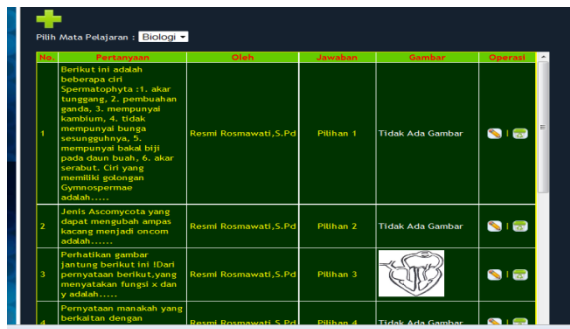 Pilih Mata Pelajaran : Biologi
No. Pertanyaan Oleh Jawaban Gambar Operasi
Berikut ini adalah
beberapa ciri
Spermatophyta :1. akar
tunggang, 2. pembuahan
ganda, 3. mempunyai
kambium, 4. tidak
mempunyai bunga
sesungguhnya, 5.
mempunyai bakal biji
pada daun buah, 6. akar
serabut. Ciri yang
memiliki golongan
Gymnospermae
adalah.....
1 Resmi Rosmawati,S.Pd Pilihan 1 Tidak Ada Gambar |
Jenis Ascomycota yang
dapat mengubah ampas
kacang menjadi oncom
adalah......
2 Resmi Rosmawati,S.Pd Pilihan 2 Tidak Ada Gambar |
Perhatikan gambar
jantung berikut ini !Dari
pernyataan berikut,yang
menyatakan fungsi x dan
y adalah.....
3 Resmi Rosmawati,S.Pd Pilihan 3 |
Pernyataan manakah yang
berkaitan dengan
4 Resmi Rosmawati,S.Pd Pilihan 4 Tidak Ada Gambar